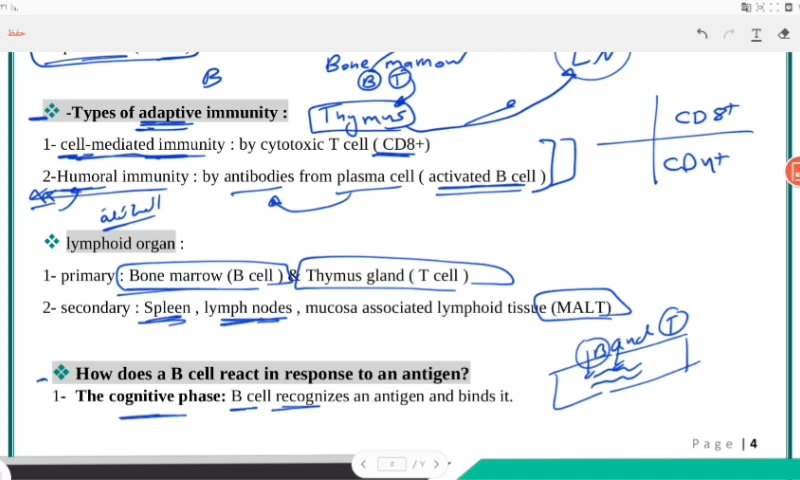 حفظ
T
Bone marrow
B
B T
LN
Thymus
❖ -Types of adaptive immunity :
CD8+
CD4+
1- cell-mediated immunity : by cytotoxic T cell ( CD8+)
2-Humoral immunity : by antibodies from plasma cell ( activated B cell )
❖ lymphoid organ :
1- primary : Bone marrow (B cell ) & Thymus gland ( T cell )
2- secondary : Spleen , lymph nodes , mucosa associated lymphoid tissue (MALT)
B and T
❖ How does a B cell react in response to an antigen?
1- The cognitive phase: B cell recognizes an antigen and binds it.
Page | 4